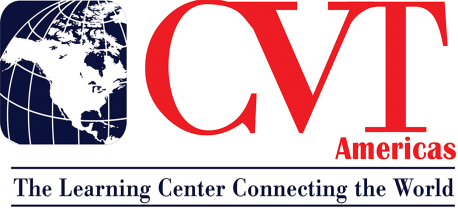 CVT
Americas
The Learning Center Connecting the World